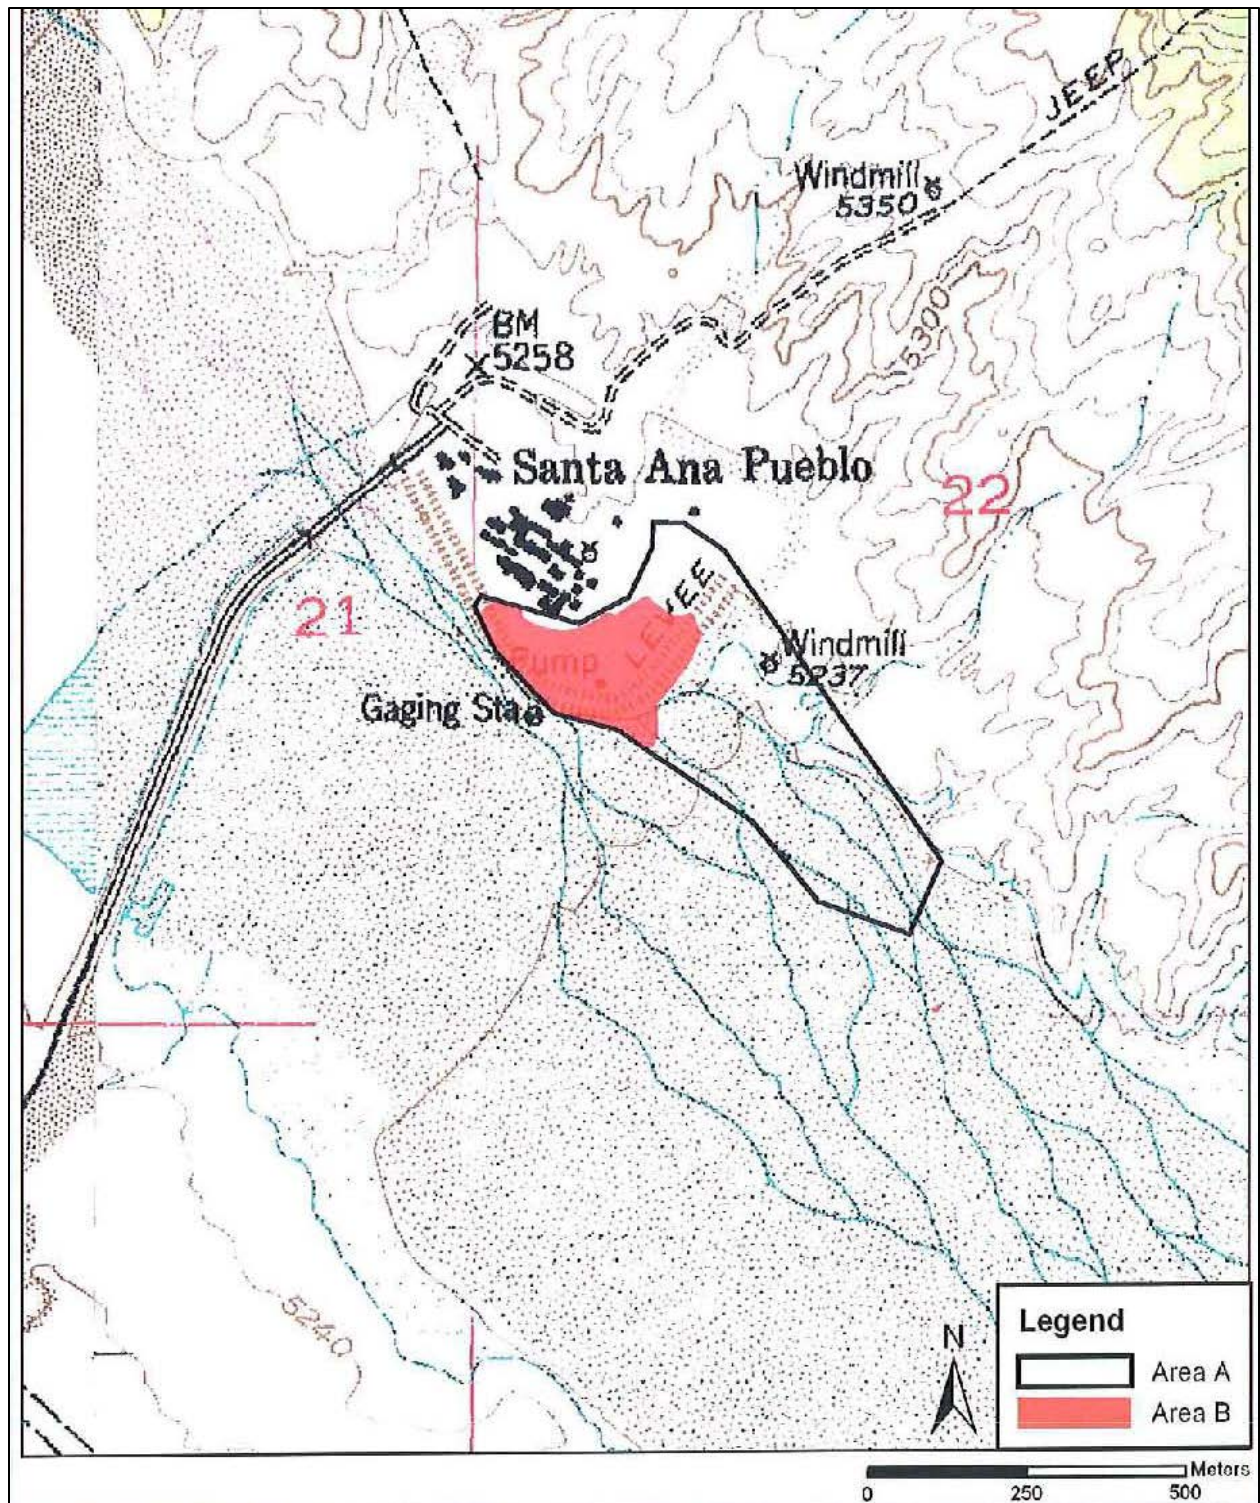 JEEP
Windmill
5350
BM
5258
5300
Santa Ana Pueblo
22
LEVEE
21
Windmill
5237
Pump
Gaging Sta
5240
N
Legend
Area A
Area B
Meters
0 250 500